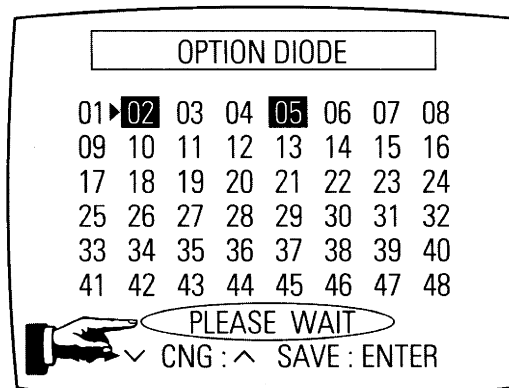 OPTION DIODE
01▶02 03 04 05 06 07 08
09 10 11 12 13 14 15 16
17 18 19 20 21 22 23 24
25 26 27 28 29 30 31 32
33 34 35 36 37 38 39 40
41 42 43 44 45 46 47 48
PLEASE WAIT
∨ CNG : ∧ SAVE : ENTER